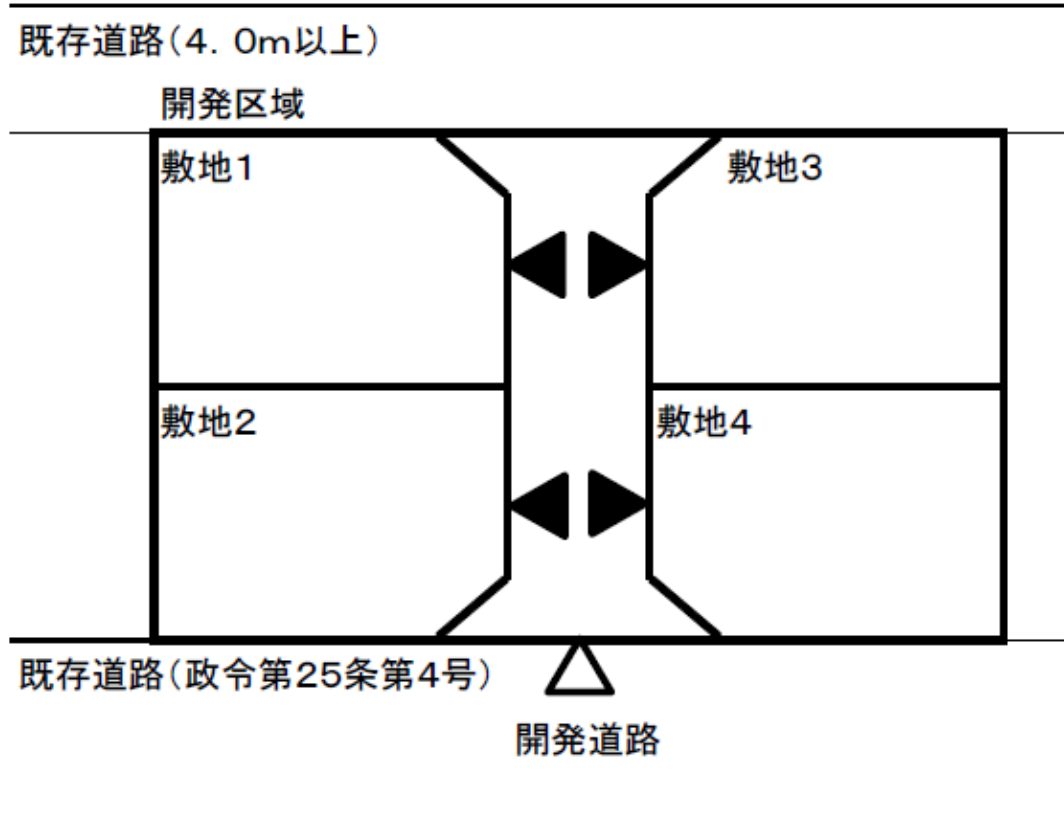 既存道路（4．0m以上）
開発区域
敷地1
敷地3
敷地2
敷地4
既存道路（政令第25条第4号）
開発道路